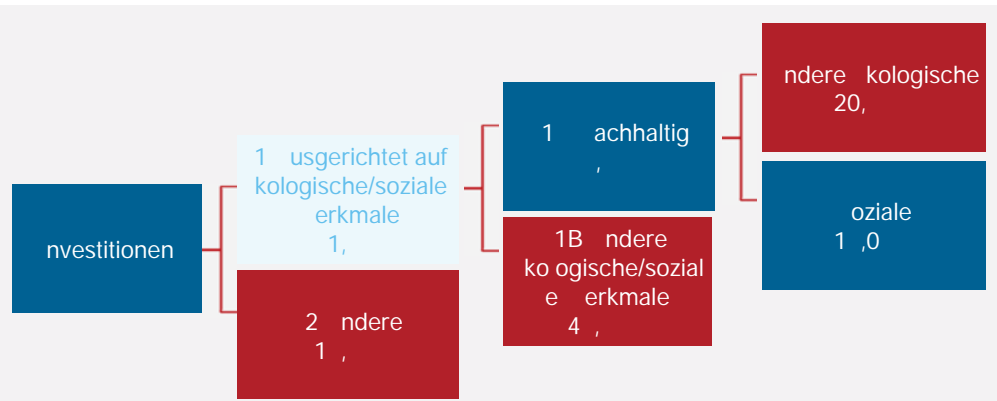 nvestitionen
1 usgerichtet auf
kologische/soziale
erkmale
1,
2 ndere
1 ,
1 achhaltig
,
1B ndere
ko ogische/sozial
e erkmale
4 ,
ndere kologische
20,
oziale
1 ,0